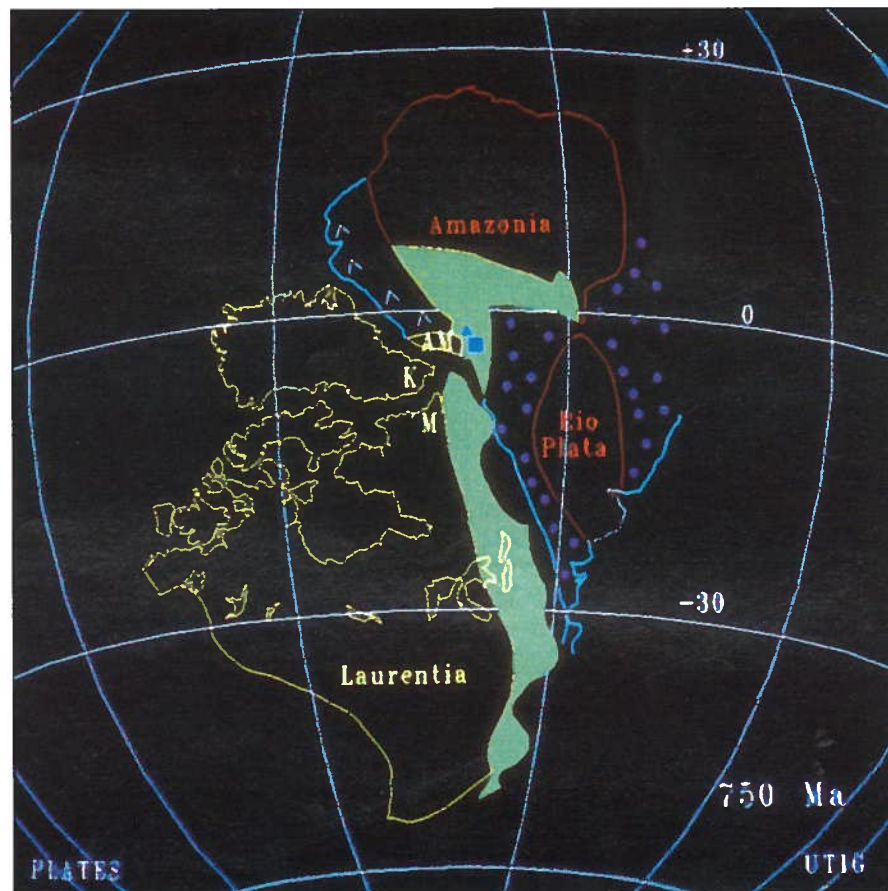 +30
Amazonia
0
AM
K
M
Rio
Plata
-30
Laurentia
750 Ma
PLATES
UTIG